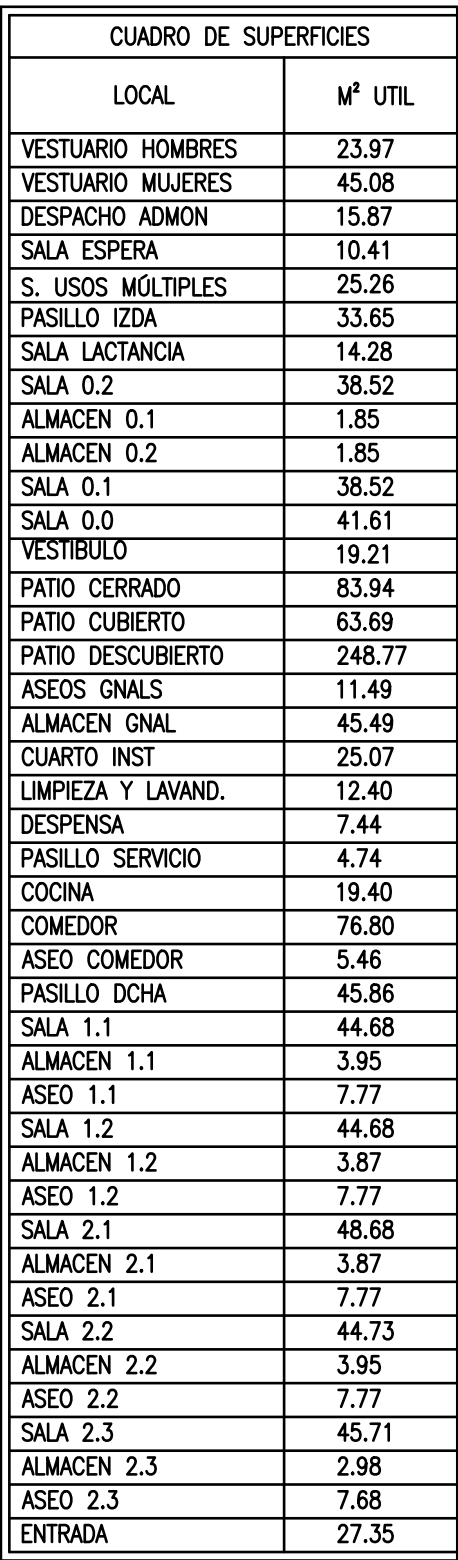 CUADRO DE SUPERFICIES
LOCAL M² UTIL
VESTUARIO HOMBRES 23.97
VESTUARIO MUJERES 45.08
DESPACHO ADMON 15.87
SALA ESPERA 10.41
S. USOS MÚLTIPLES 25.26
PASILLO IZDA 33.65
SALA LACTANCIA 14.28
SALA 0.2 38.52
ALMACEN 0.1 1.85
ALMACEN 0.2 1.85
SALA 0.1 38.52
SALA 0.0 41.61
VESTIBULO 19.21
PATIO CERRADO 83.94
PATIO CUBIERTO 63.69
PATIO DESCUBIERTO 248.77
ASEOS GNALS 11.49
ALMACEN GNAL 45.49
CUARTO INST 25.07
LIMPIEZA Y LAVAND. 12.40
DESPENSA 7.44
PASILLO SERVICIO 4.74
COCINA 19.40
COMEDOR 76.80
ASEO COMEDOR 5.46
PASILLO DCHA 45.86
SALA 1.1 44.68
ALMACEN 1.1 3.95
ASEO 1.1 7.77
SALA 1.2 44.68
ALMACEN 1.2 3.87
ASEO 1.2 7.77
SALA 2.1 48.68
ALMACEN 2.1 3.87
ASEO 2.1 7.77
SALA 2.2 44.73
ALMACEN 2.2 3.95
ASEO 2.2 7.77
SALA 2.3 45.71
ALMACEN 2.3 2.98
ASEO 2.3 7.68
ENTRADA 27.35